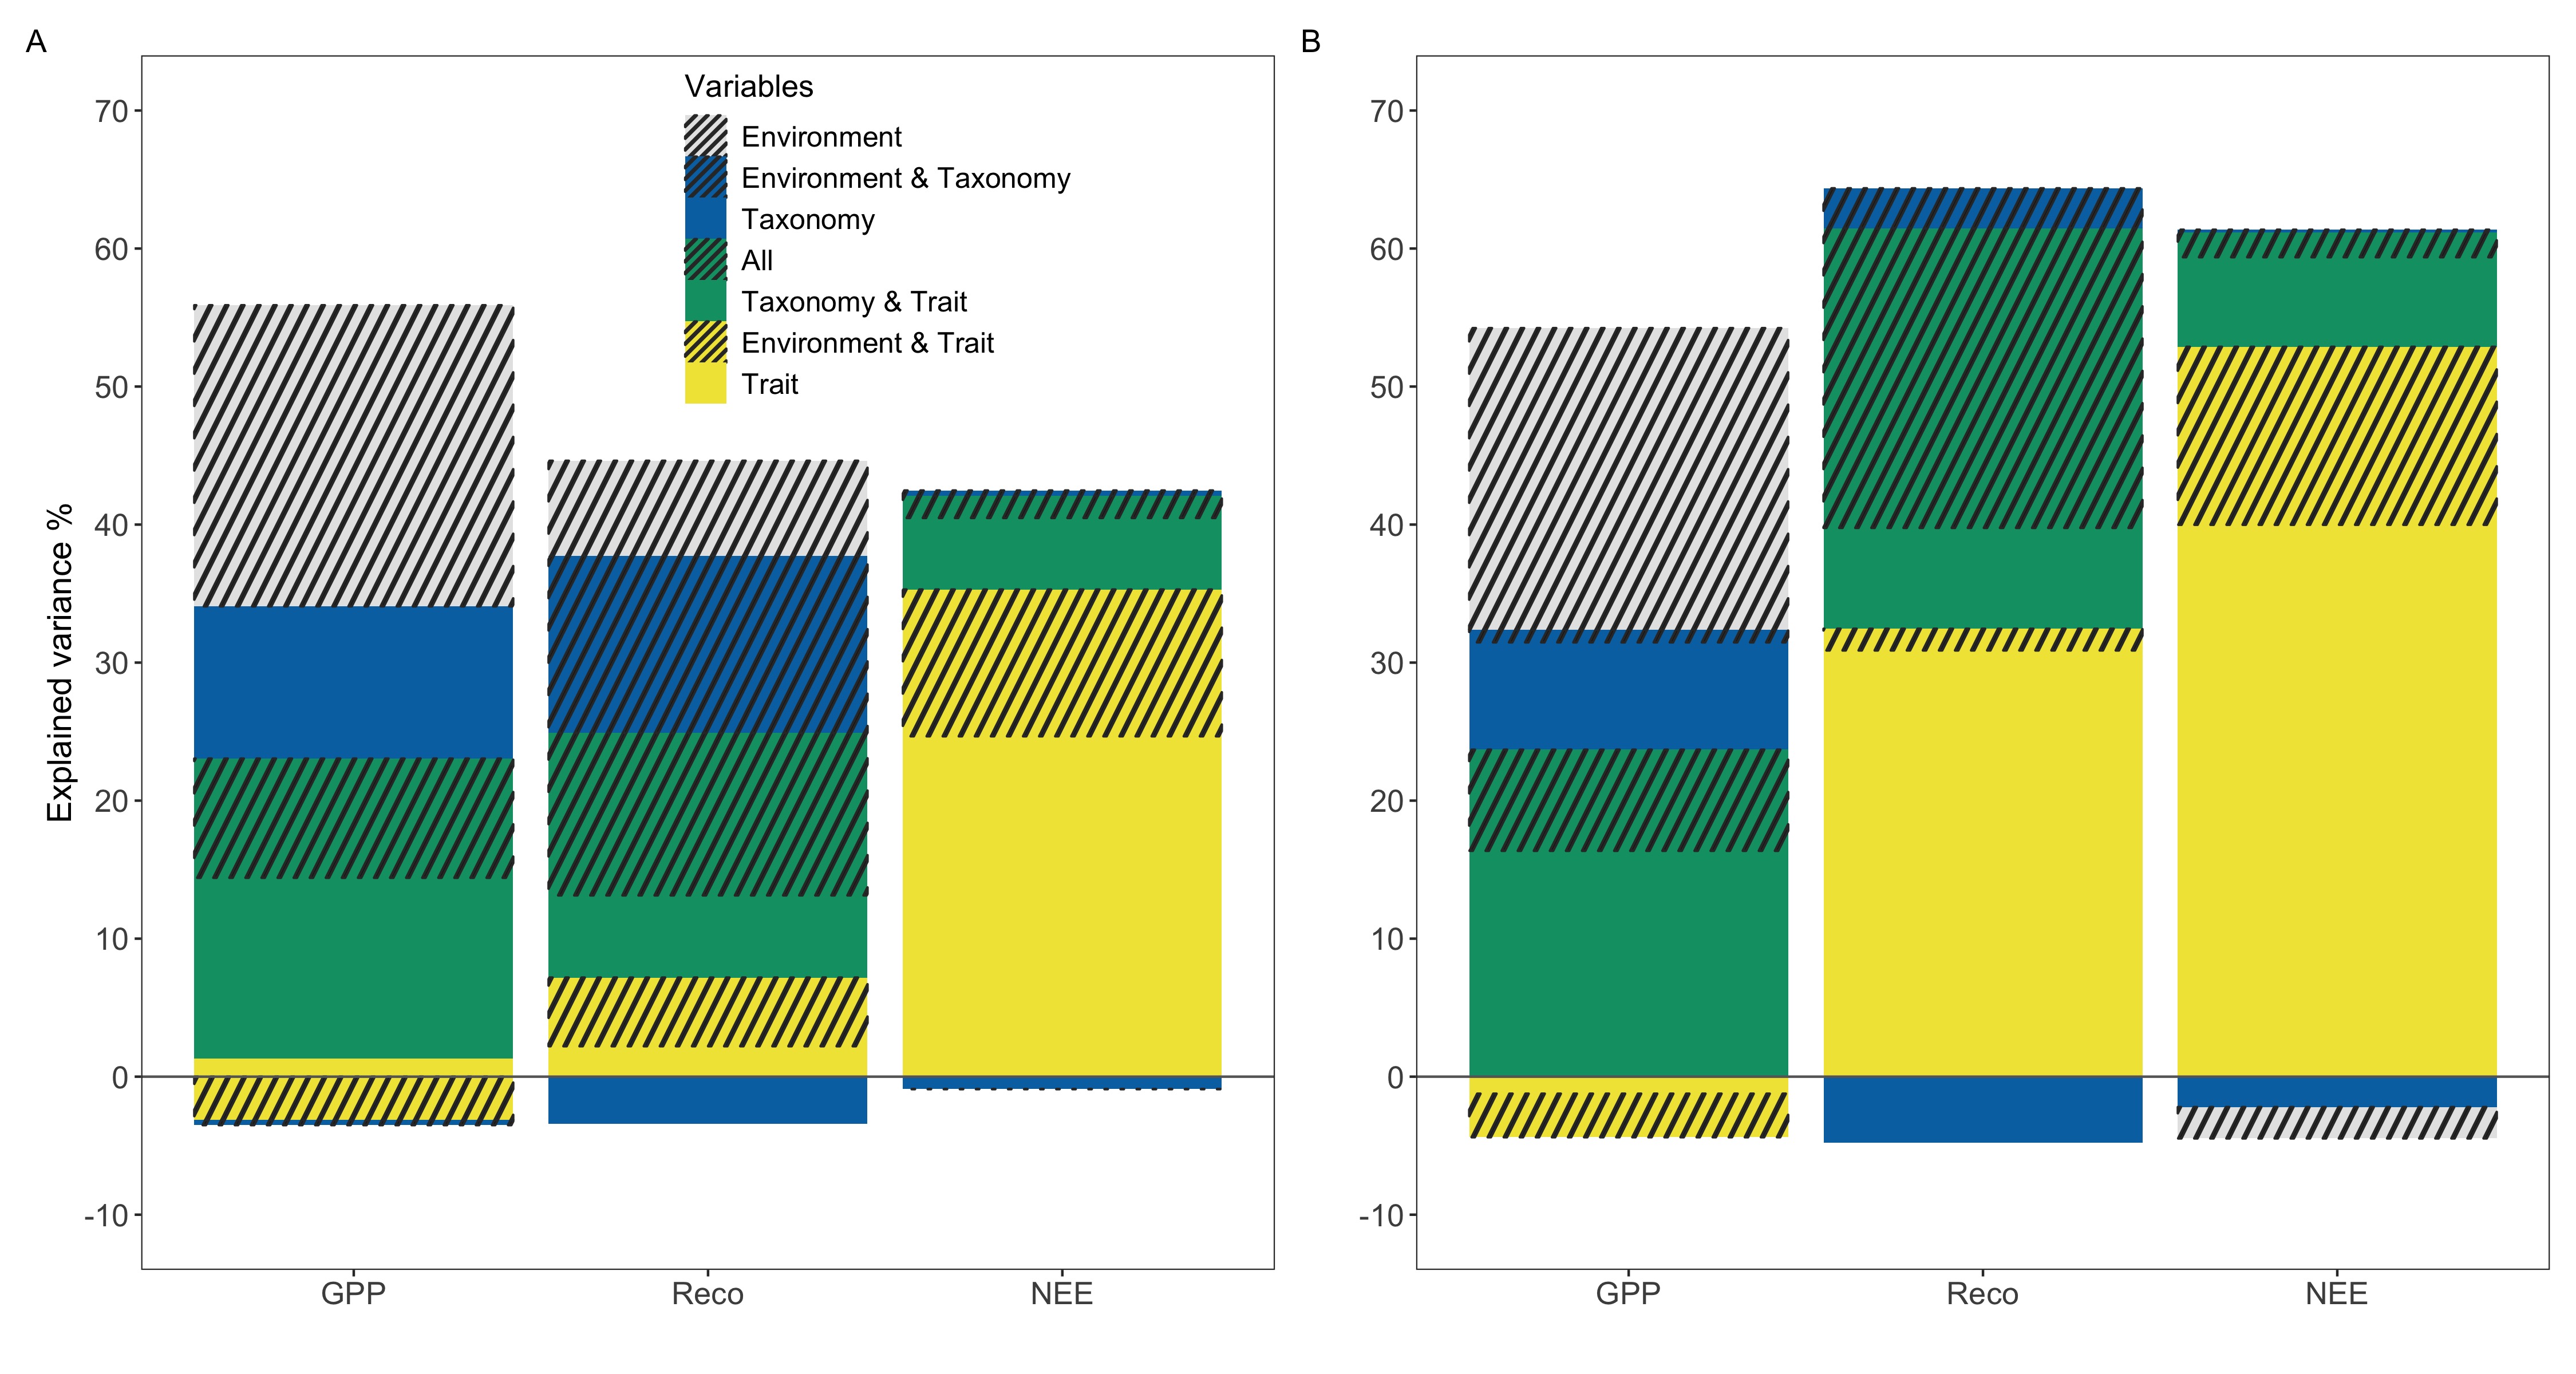 A
Explained variance %
70
60
50
40
30
20
10
0
-10
Variables
Environment
Environment & Taxonomy
Taxonomy
All
Taxonomy & Trait
Environment & Trait
Trait
GPP
Reco
NEE
B
70
60
50
40
30
20
10
0
-10
GPP
Reco
NEE